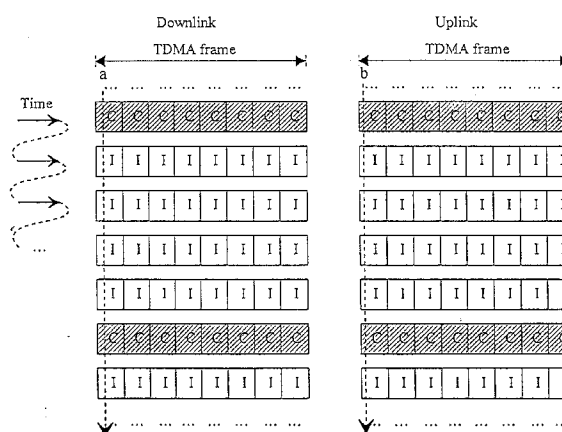 Downlink Uplink
TDMA frame TDMA frame
a b
... ... ... ... ... ... ... ... ... ...
Time
C C C C C C C C C C C C C C C C
I I I I I I I I I I I I I I I I
I I I I I I I I I I I I I I I I
I I I I I I I I I I I I I I I I
...
I I I I I I I I I I I I I I I I
C C C C C C C C C C C C C C C C
I I I I I I I I I I I I I I I I
... ... ... ... ... ... ... ... ... ...